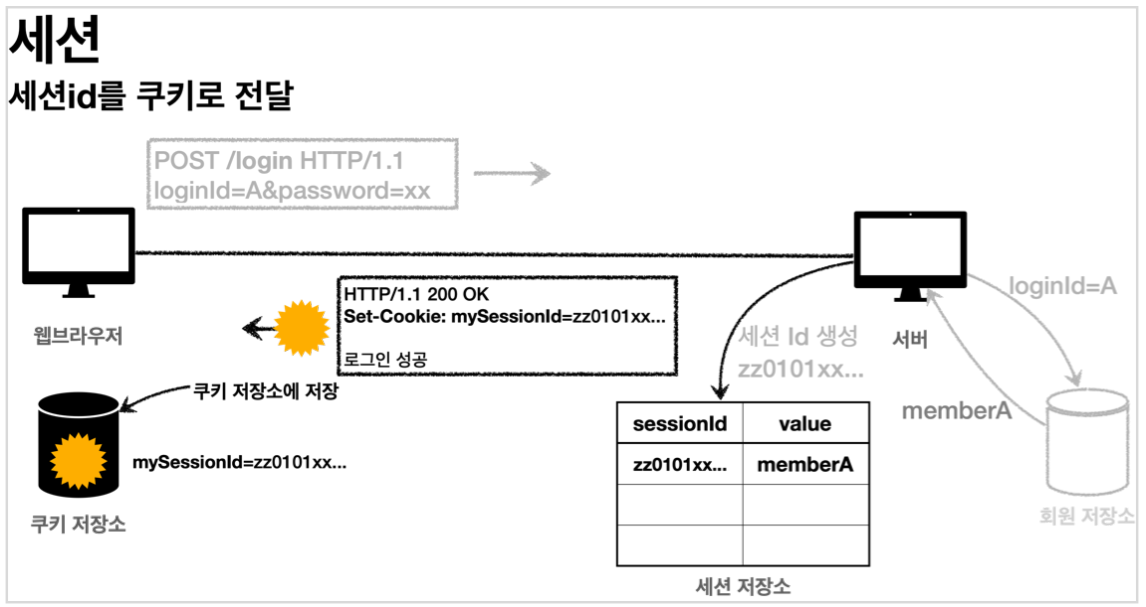 세션
세션id를 쿠키로 전달
POST /login HTTP/1.1
loginId=A&password=xx
웹브라우저
HTTP/1.1 200 OK
Set-Cookie: mySessionId=zz0101xx...
로그인 성공
쿠키 저장소에 저장
mySessionId=zz0101xx...
쿠키 저장소
서버
세션 Id 생성
zz0101xx...
sessionId value
zz0101xx... memberA
세션 저장소
loginId=A
memberA
회원 저장소